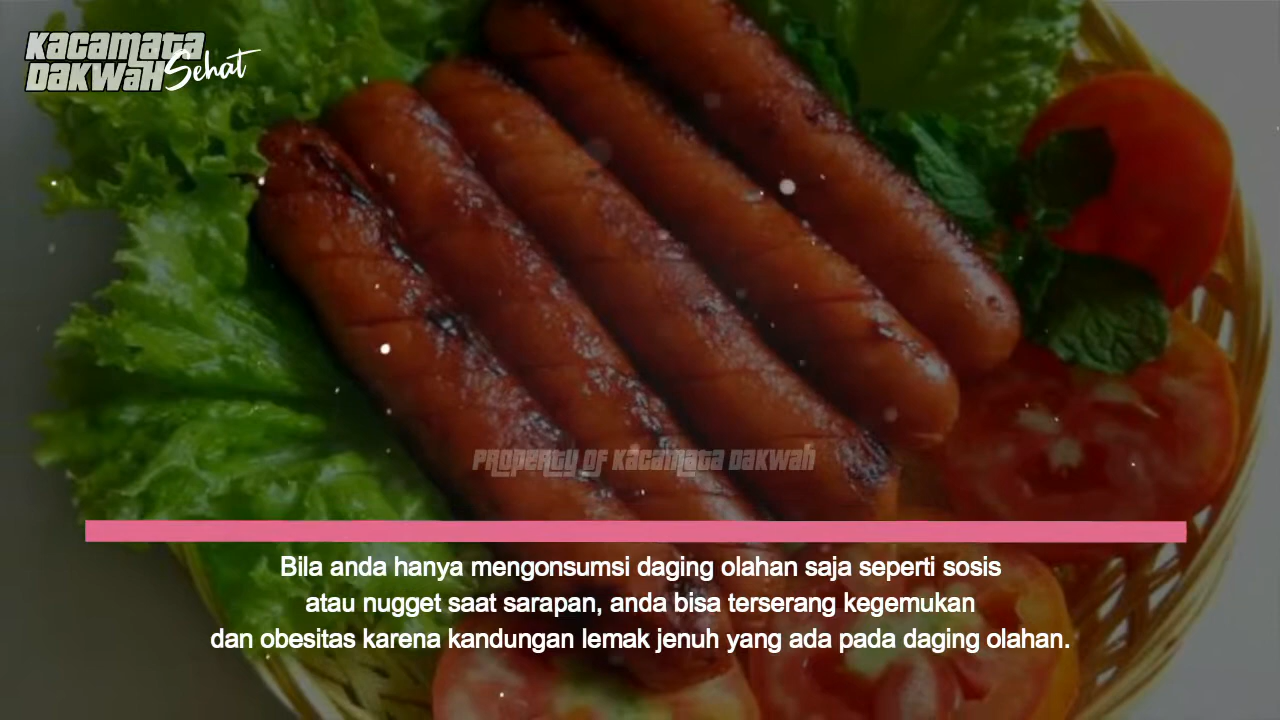 KACAMATA
DAKWAH Sehat
PROPERTY OF KACAMATA DAKWAH
Bila anda hanya mengonsumsi daging olahan saja seperti sosis
atau nugget saat sarapan, anda bisa terserang kegemukan
dan obesitas karena kandungan lemak jenuh yang ada pada daging olahan.